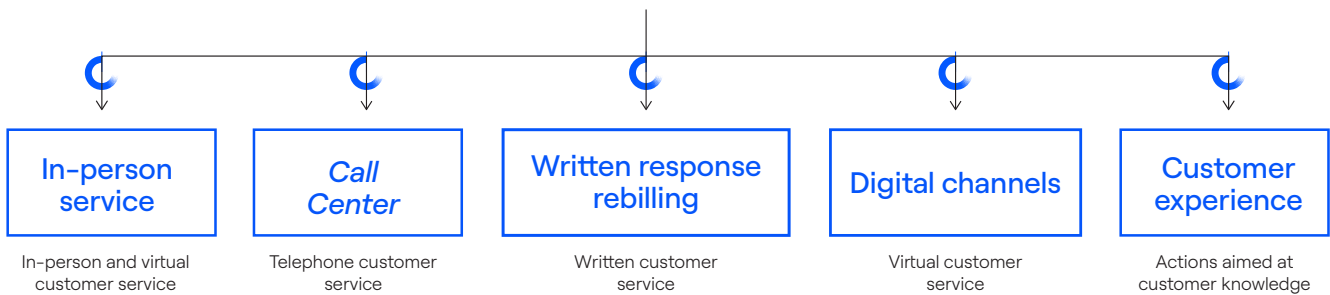 In-person
service
Call
Center
Written response
rebilling
Digital channels
Customer
experience
In-person and virtual
customer service
Telephone customer
service
Written customer
service
Virtual customer
service
Actions aimed at
customer knowledge